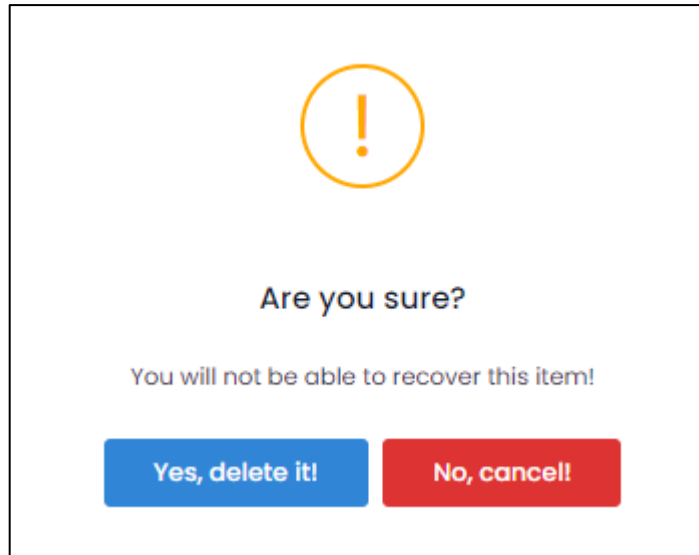 !
Are you sure?
You will not be able to recover this item!
Yes, delete it!
No, cancel!